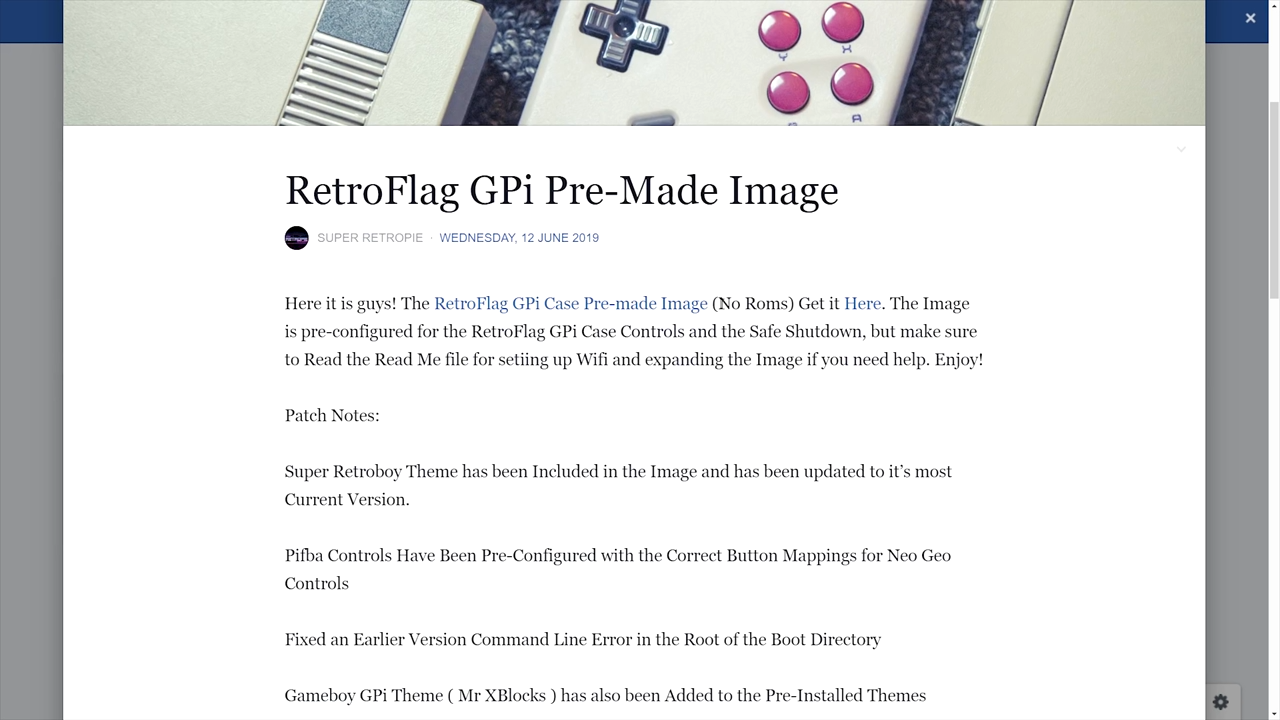 Y
X
A
RetroFlag GPi Pre-Made Image
SUPER RETROPIE · WEDNESDAY, 12 JUNE 2019
Here it is guys! The RetroFlag GPi Case Pre-made Image (No Roms) Get it Here. The Image
is pre-configured for the RetroFlag GPi Case Controls and the Safe Shutdown, but make sure
to Read the Read Me file for setiing up Wifi and expanding the Image if you need help. Enjoy!
Patch Notes:
Super Retroboy Theme has been Included in the Image and has been updated to it's most
Current Version.
Pifba Controls Have Been Pre-Configured with the Correct Button Mappings for Neo Geo
Controls
Fixed an Earlier Version Command Line Error in the Root of the Boot Directory
Gameboy GPi Theme ( Mr XBlocks ) has also been Added to the Pre-Installed Themes